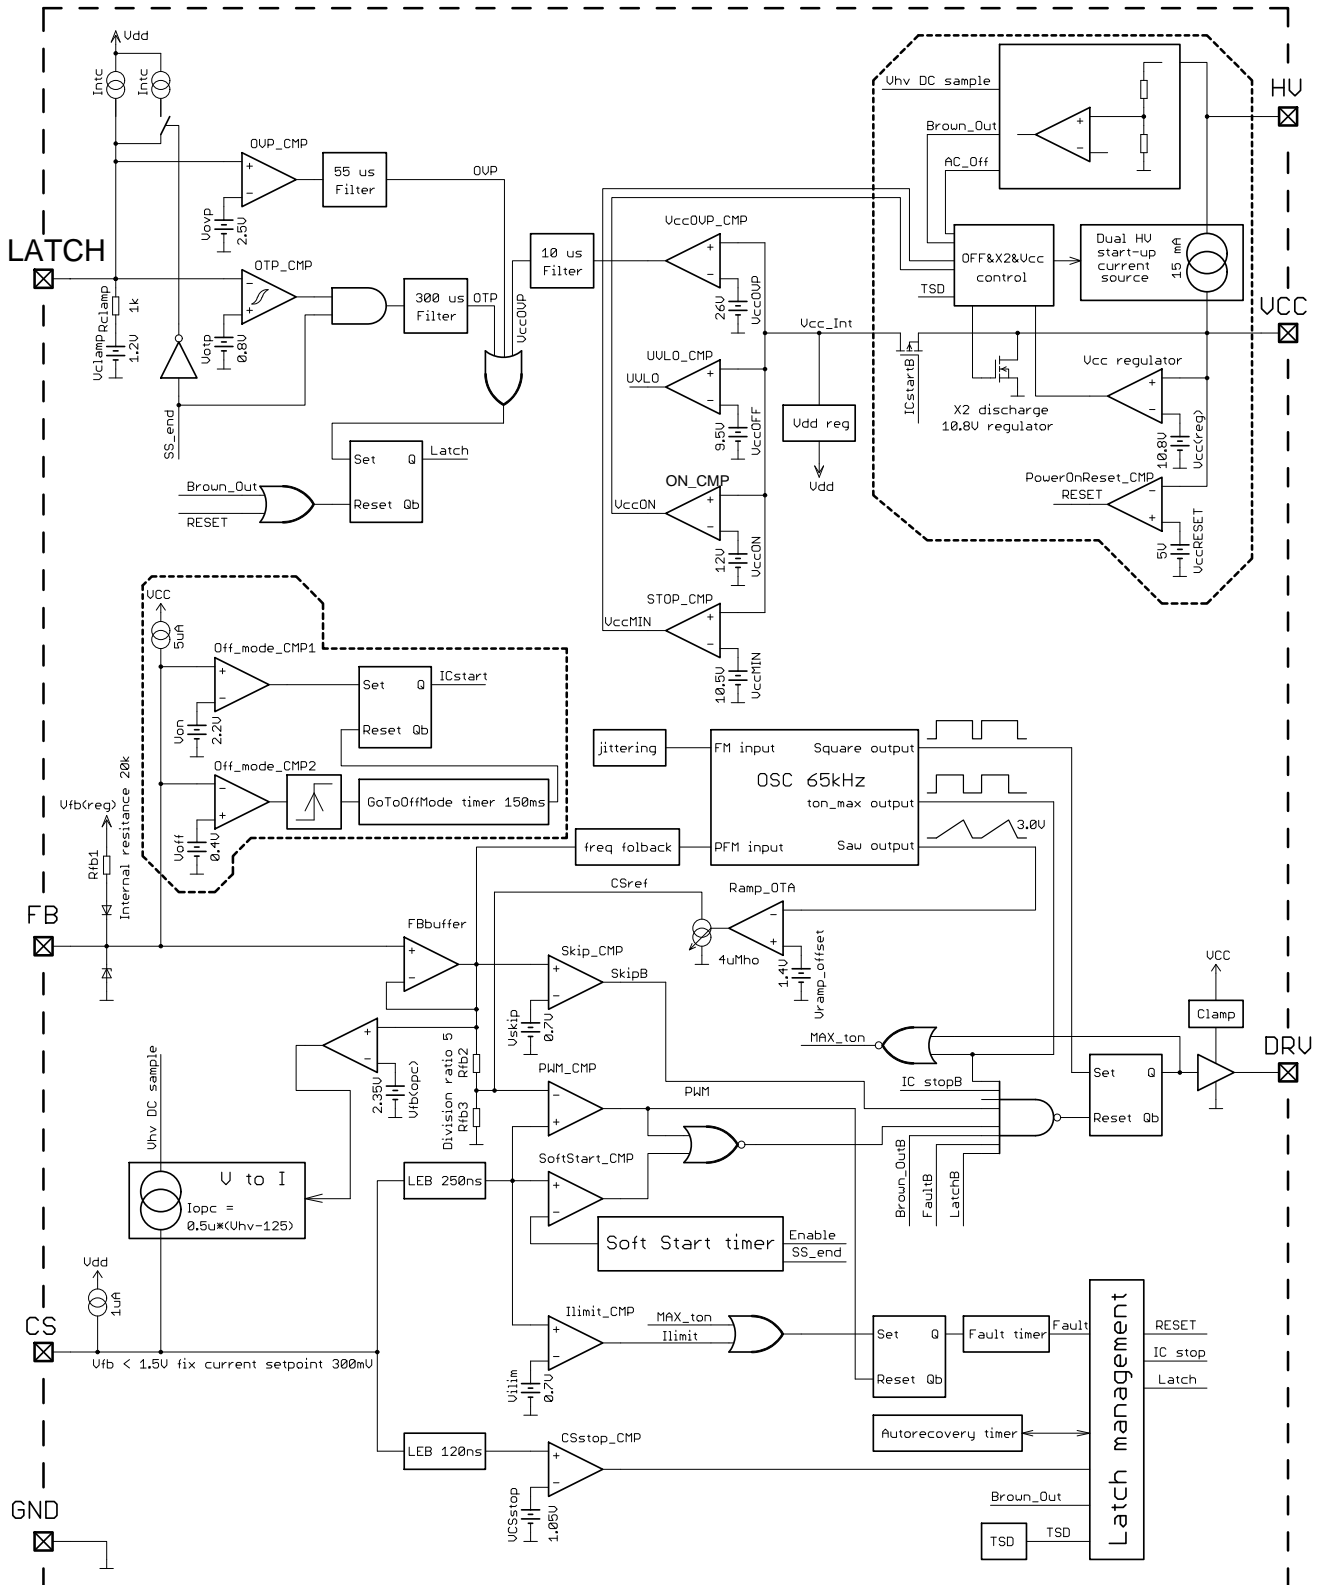 Vdd
Intc
Intc
OVP_CMP
55 us
Filter
OVP
Vovp
2.5V
LATCH
OTP_CMP
300 us
Filter
OTP
Rclamp
1k
Vclamp
1.2V
Votp
0.8V
SS_end
VccOVP
10 us
Filter
VccOVP_CMP
26V
VccOVP
UVLO_CMP
UVLO
9.5V
VccOFF
ON_CMP
VccON
12V
VccON
STOP_CMP
VccMIN
10.5V
VccMIN
Set
Q
Latch
Reset
Qb
Brown_Out
RESET
Vhv DC sample
Brown_Out
AC_Off
HV
OFF&X2&Vcc
control
TSD
Dual HV
start-up
current
source
15 mA
VCC
Vcc_Int
ICstartB
Vdd reg
Vdd
X2 discharge
10.8V regulator
Vcc regulator
10.8V
Vcc(reg)
PowerOnReset_CMP
RESET
5V
VccRESET
VCC
5uA
Off_mode_CMP1
Von
2.2V
Set
Q
ICstart
Reset
Qb
Off_mode_CMP2
GoToOffMode timer 150ms
Voff
0.4V
Vfb(reg)
Rfb1
Internal resitance 20k
FB
jittering
FM input
Square output
OSC 65kHz
ton_max output
freq folback
PFM input
Saw output
3.0V
CSref
Ramp_OTA
4uMho
1.4V
Vramp_offset
FBbuffer
Skip_CMP
SkipB
Vskip
0.7V
2.35V
Vfb(opc)
Division ratio 5
Rfb2
Rfb3
PWM_CMP
PWM
MAX_ton
IC stopB
Brown_OutB
FaultB
LatchB
Set
Q
Reset
Qb
VCC
Clamp
DRV
Vhv DC sample
V to I
Iopc =
0.5u*(Vhv-125)
LEB 250ns
SoftStart_CMP
Soft Start timer
Enable
SS_end
Vdd
1uA
CS
Vfb < 1.5V fix current setpoint 300mV
Ilimit_CMP
MAX_ton
Ilimit
Vilim
0.7V
Set
Q
Reset
Qb
Fault timer
Fault
Latch management
RESET
IC stop
Latch
Autorecovery timer
LEB 120ns
CSstop_CMP
VCSstop
1.05V
Brown_Out
TSD
TSD
GND